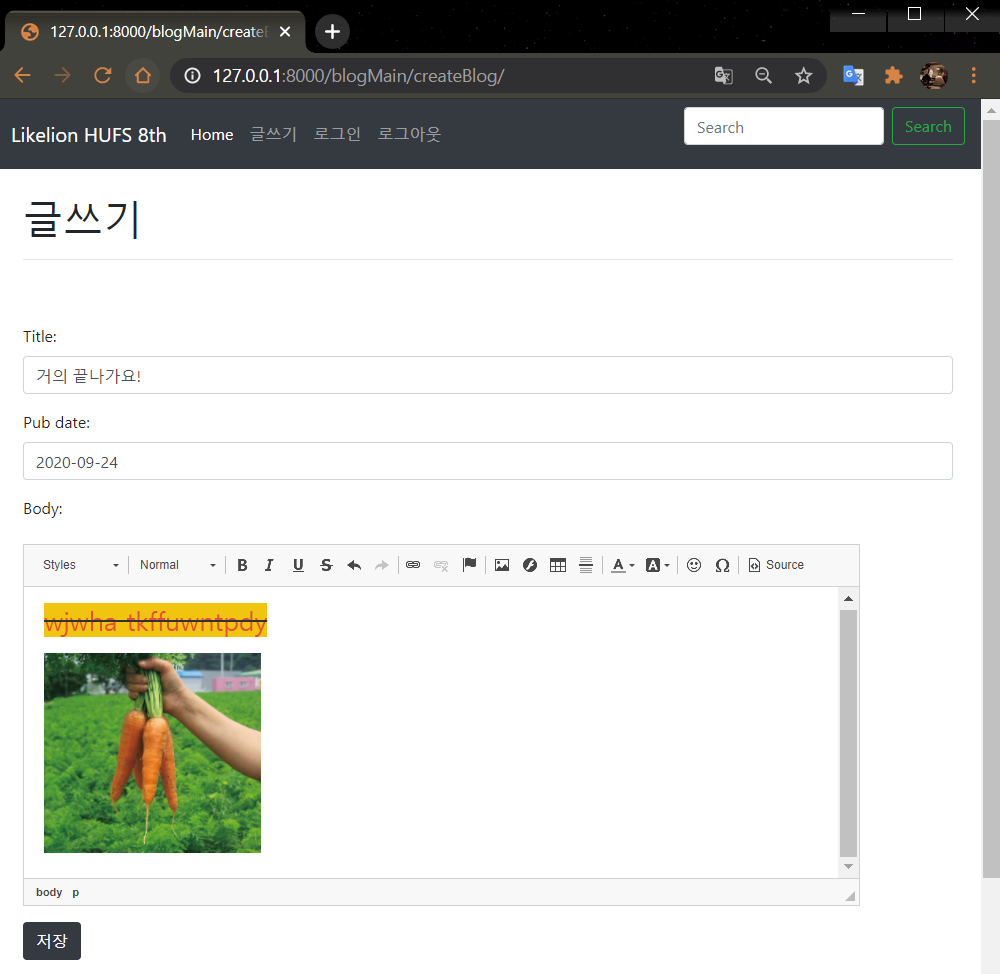 127.0.0.1:8000/blogMain/create
127.0.0.1:8000/blogMain/createBlog/
Likelion HUFS 8th Home 글쓰기 로그인 로그아웃 Search Search
글쓰기
Title:
거의 끝나가요!
Pub date:
2020-09-24
Body:
Styles Normal B I U S A A Ω Source
wjwha tkffuwntpdy
body p
저장